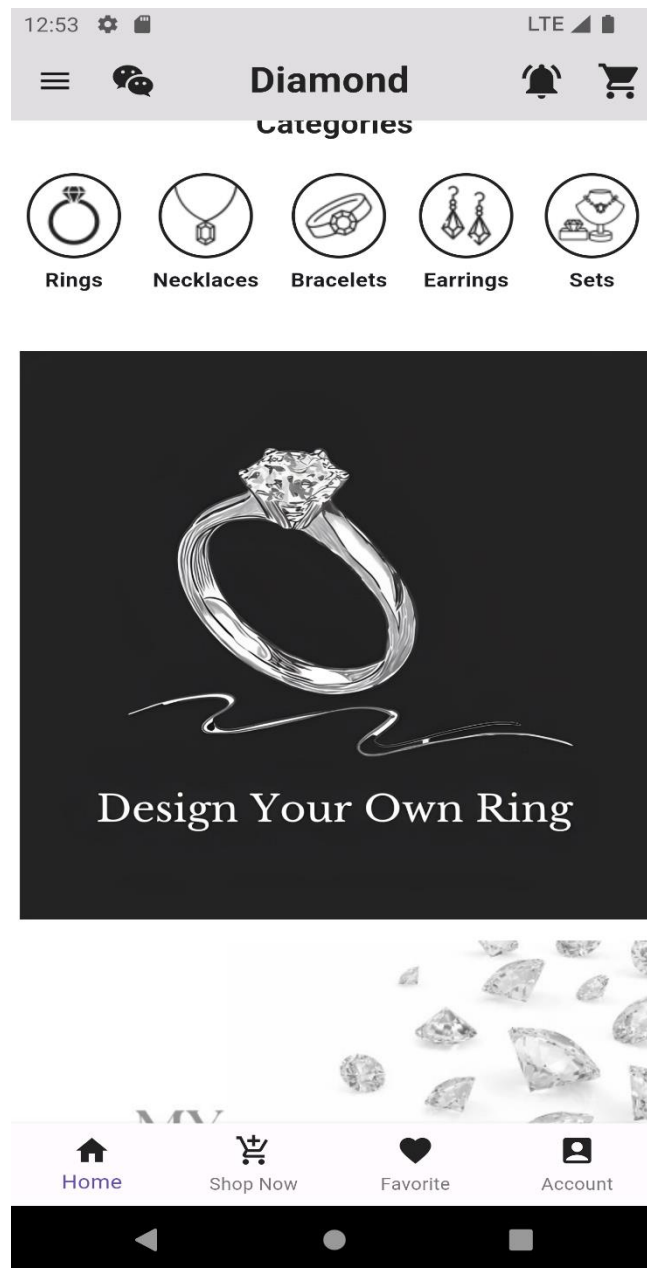 12:53 LTE
Diamond
Categories
Rings Necklaces Bracelets Earrings Sets
Design Your Own Ring
MY
Home Shop Now Favorite Account